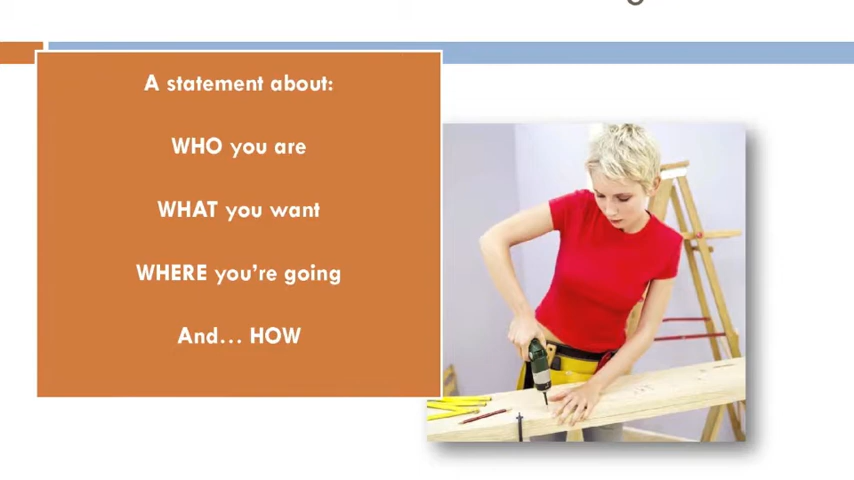 A statement about:
WHO you are
WHAT you want
WHERE you're going
And... HOW